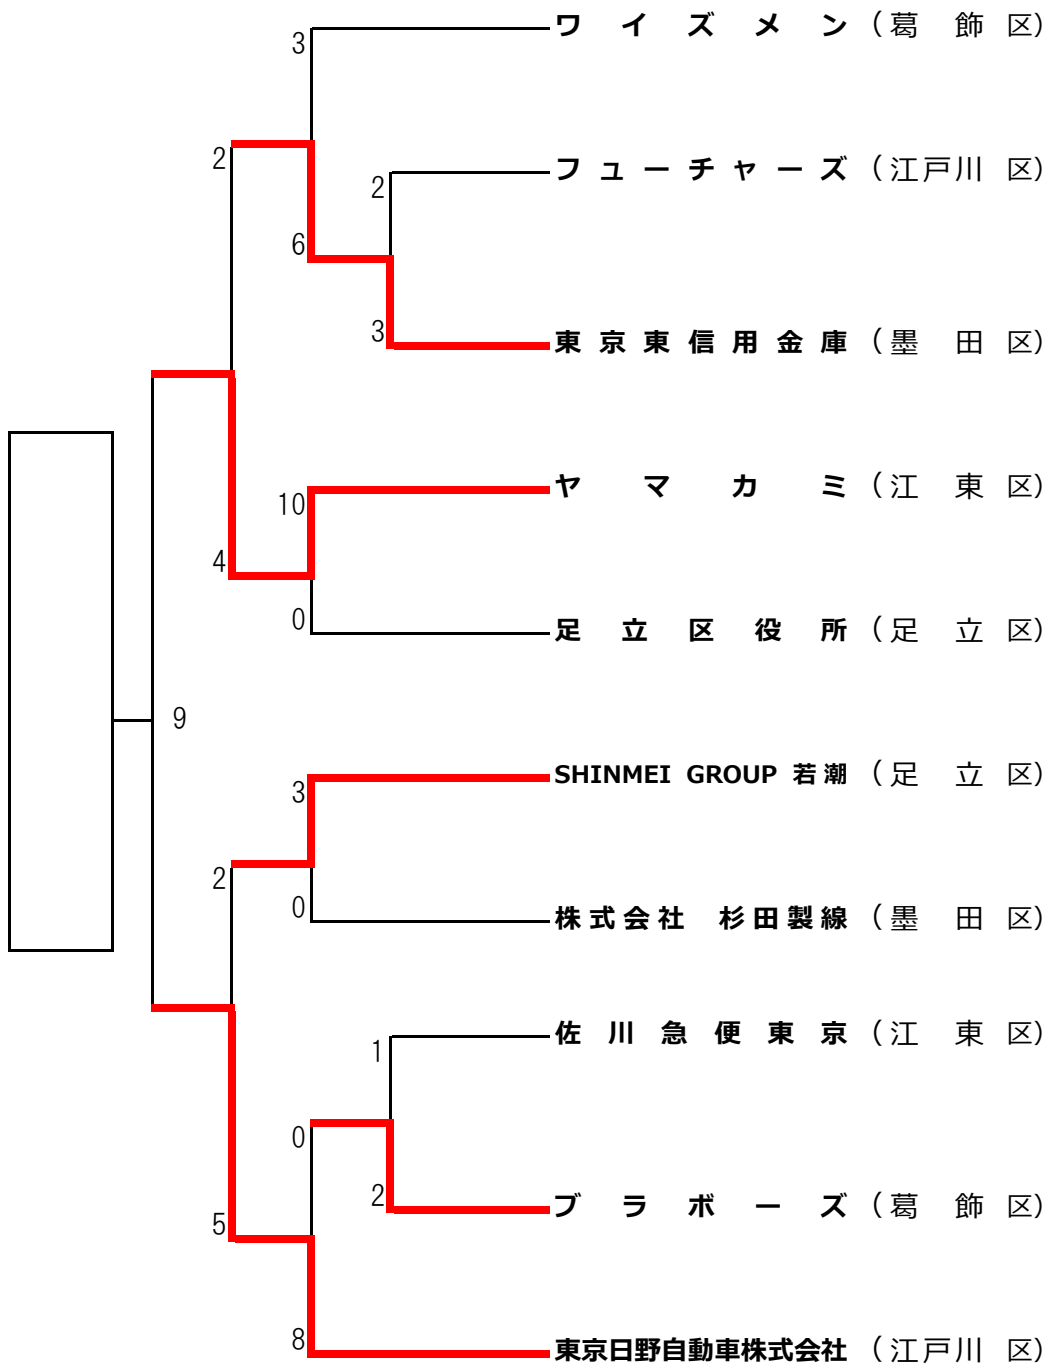 ワイズメン（葛飾区）
3
2
フューチャーズ（江戸川区）
2
6
東京東信用金庫（墨田区）
3
ヤマカミ（江東区）
10
4
足立区役所（足立区）
0
9
SHINMEI GROUP 若潮（足立区）
3
2
株式会社 杉田製線（墨田区）
0
佐川急便東京（江東区）
1
0
ブラボーズ（葛飾区）
2
5
東京日野自動車株式会社（江戸川区）
8